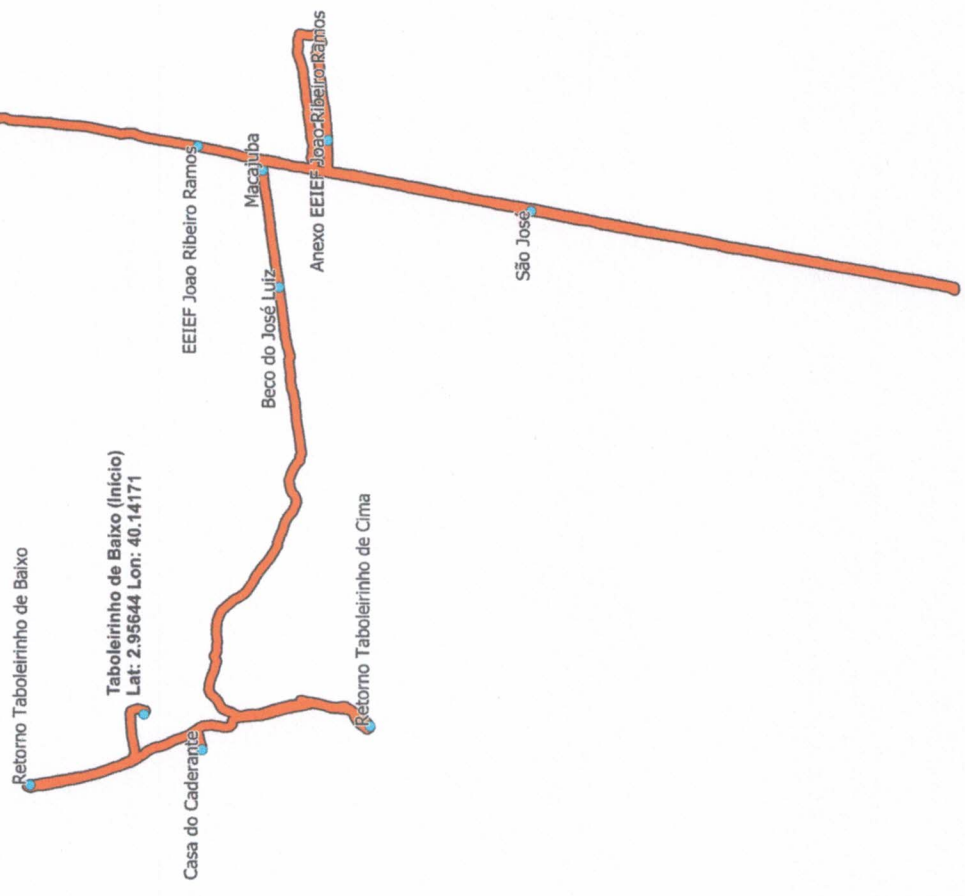 Retorno Taboleirinho de Baixo
Taboleirinho de Baixo (Início)
Lat: 2.95644 Lon: 40.14171
Casa do Caderante
Retorno Taboleirinho de Cima
Beco do José Luiz
EEIEF Joao Ribeiro Ramos
Macajuba
Anexo EEIEF Joao Ribeiro Ramos
São José